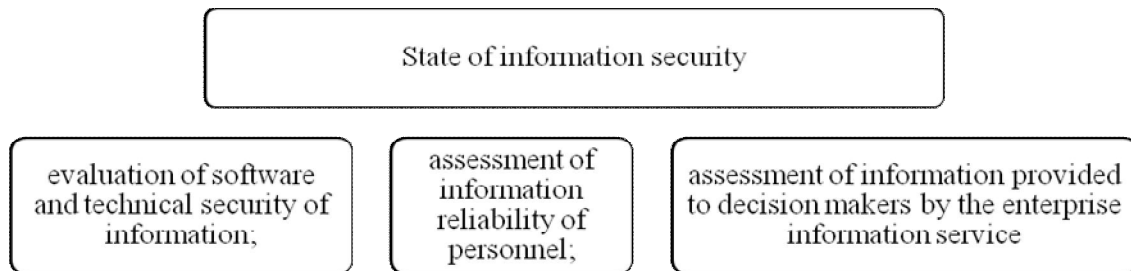 State of information security
evaluation of software
and technical security of
information;
assessment of
information
reliability of
personnel;
assessment of information provided
to decision makers by the enterprise
information service